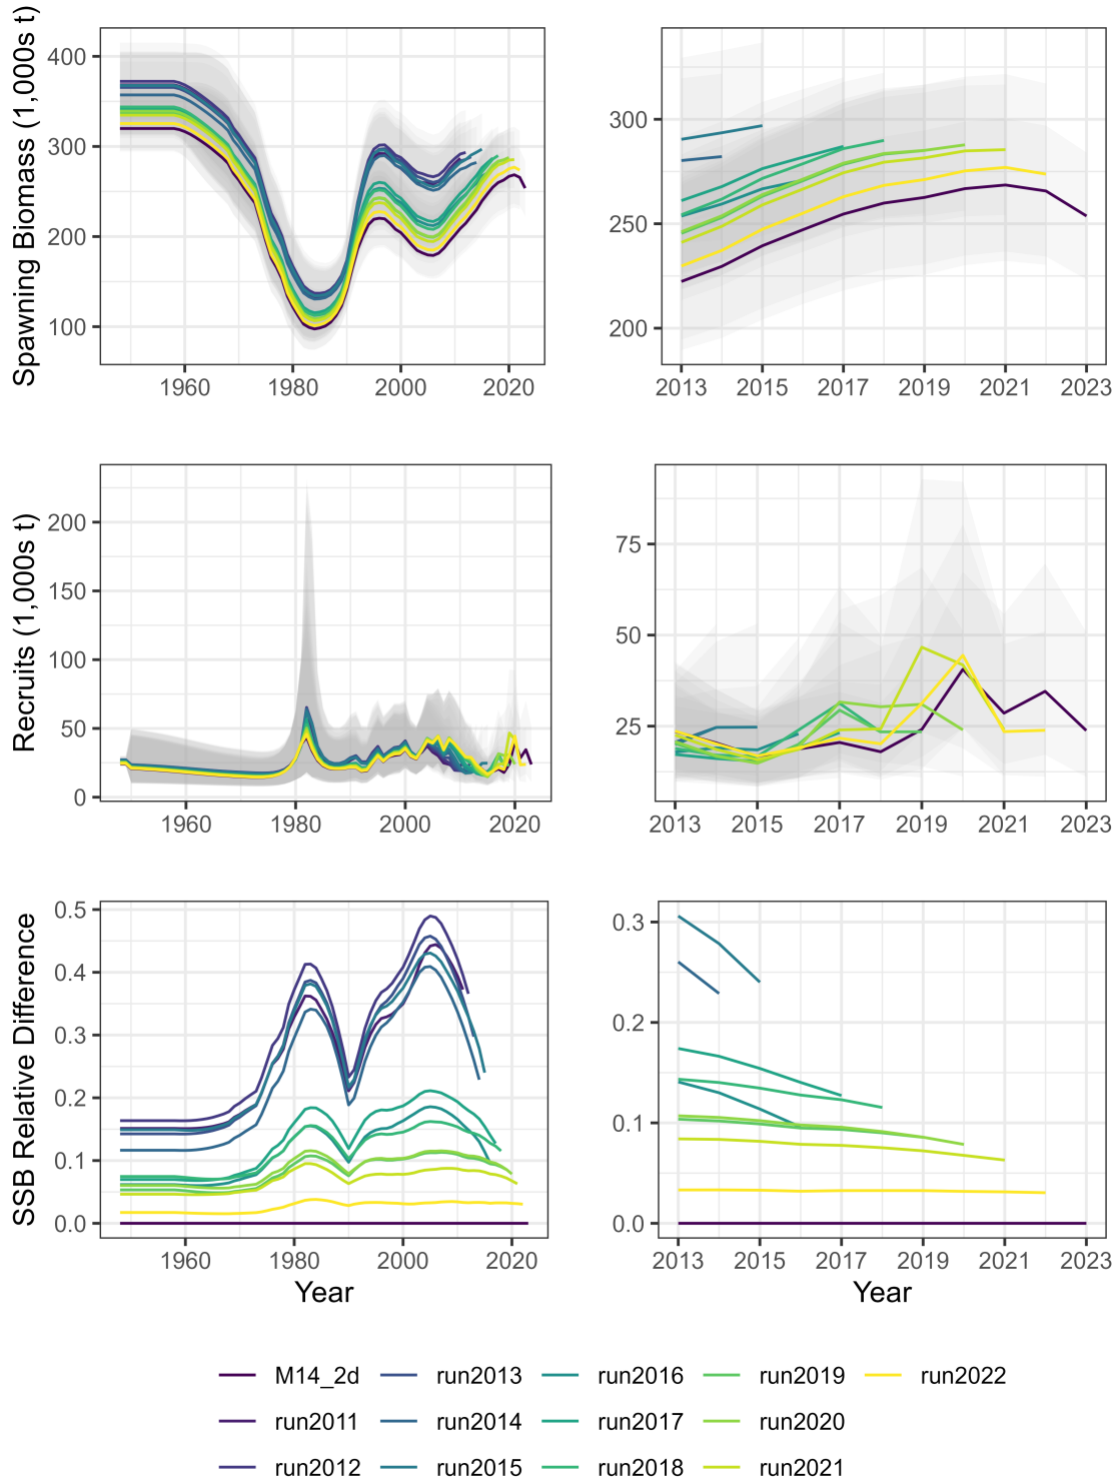 Spawning Biomass (1,000s t)
400
300
200
100
1960 1980 2000 2020
300
250
200
2013 2015 2017 2019 2021 2023
Recruits (1,000s t)
200
150
100
50
0
1960 1980 2000 2020
75
50
25
2013 2015 2017 2019 2021 2023
SSB Relative Difference
0.5
0.4
0.3
0.2
0.1
0.0
1960 1980 2000 2020
Year
0.3
0.2
0.1
0.0
2013 2015 2017 2019 2021 2023
Year
M14_2d run2013 run2016 run2019 run2022
run2011 run2014 run2017 run2020
run2012 run2015 run2018 run2021